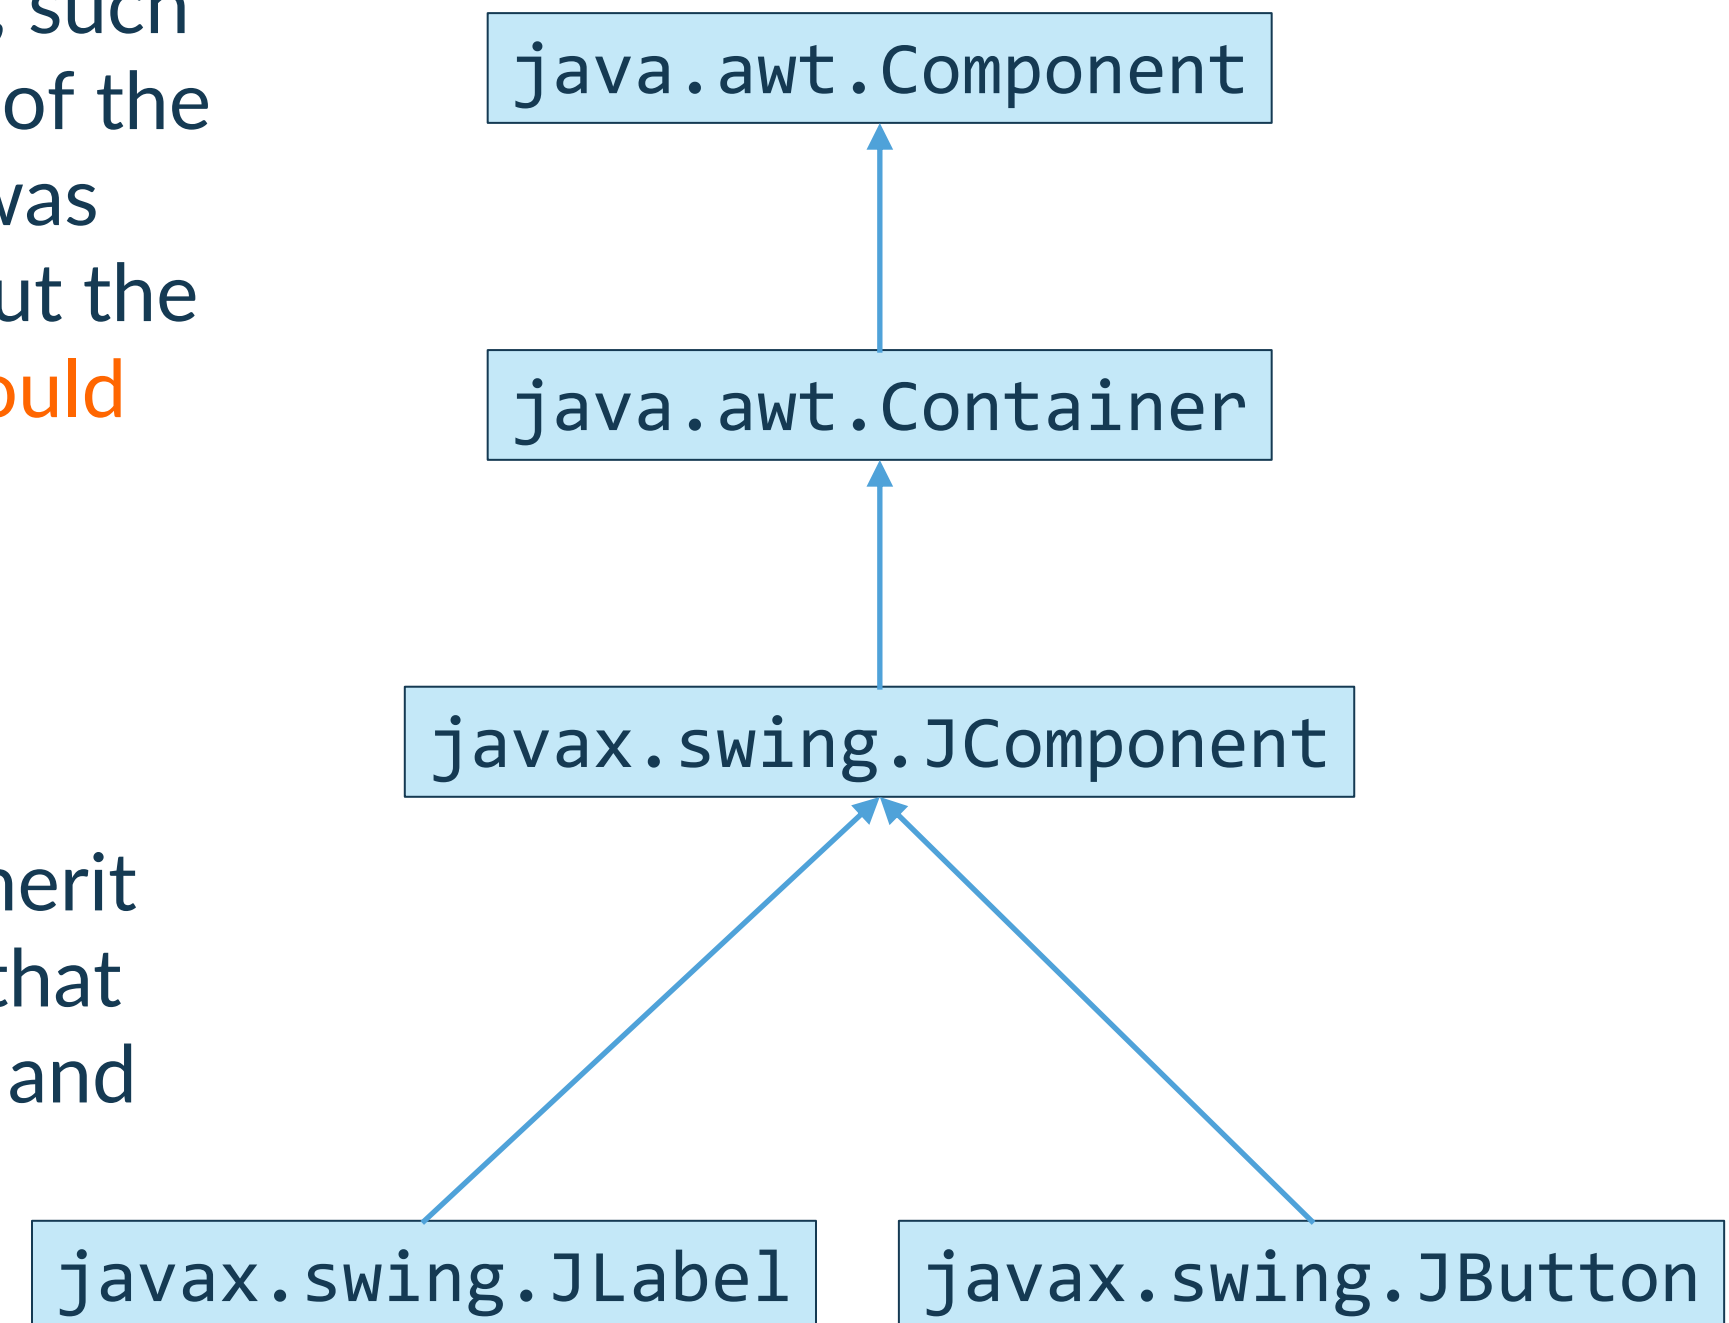 , such
of the
was
ut the
ould
herit
that
and
java.awt.Component
java.awt.Container
javax.swing.JComponent
javax.swing.JLabel
javax.swing.JButton